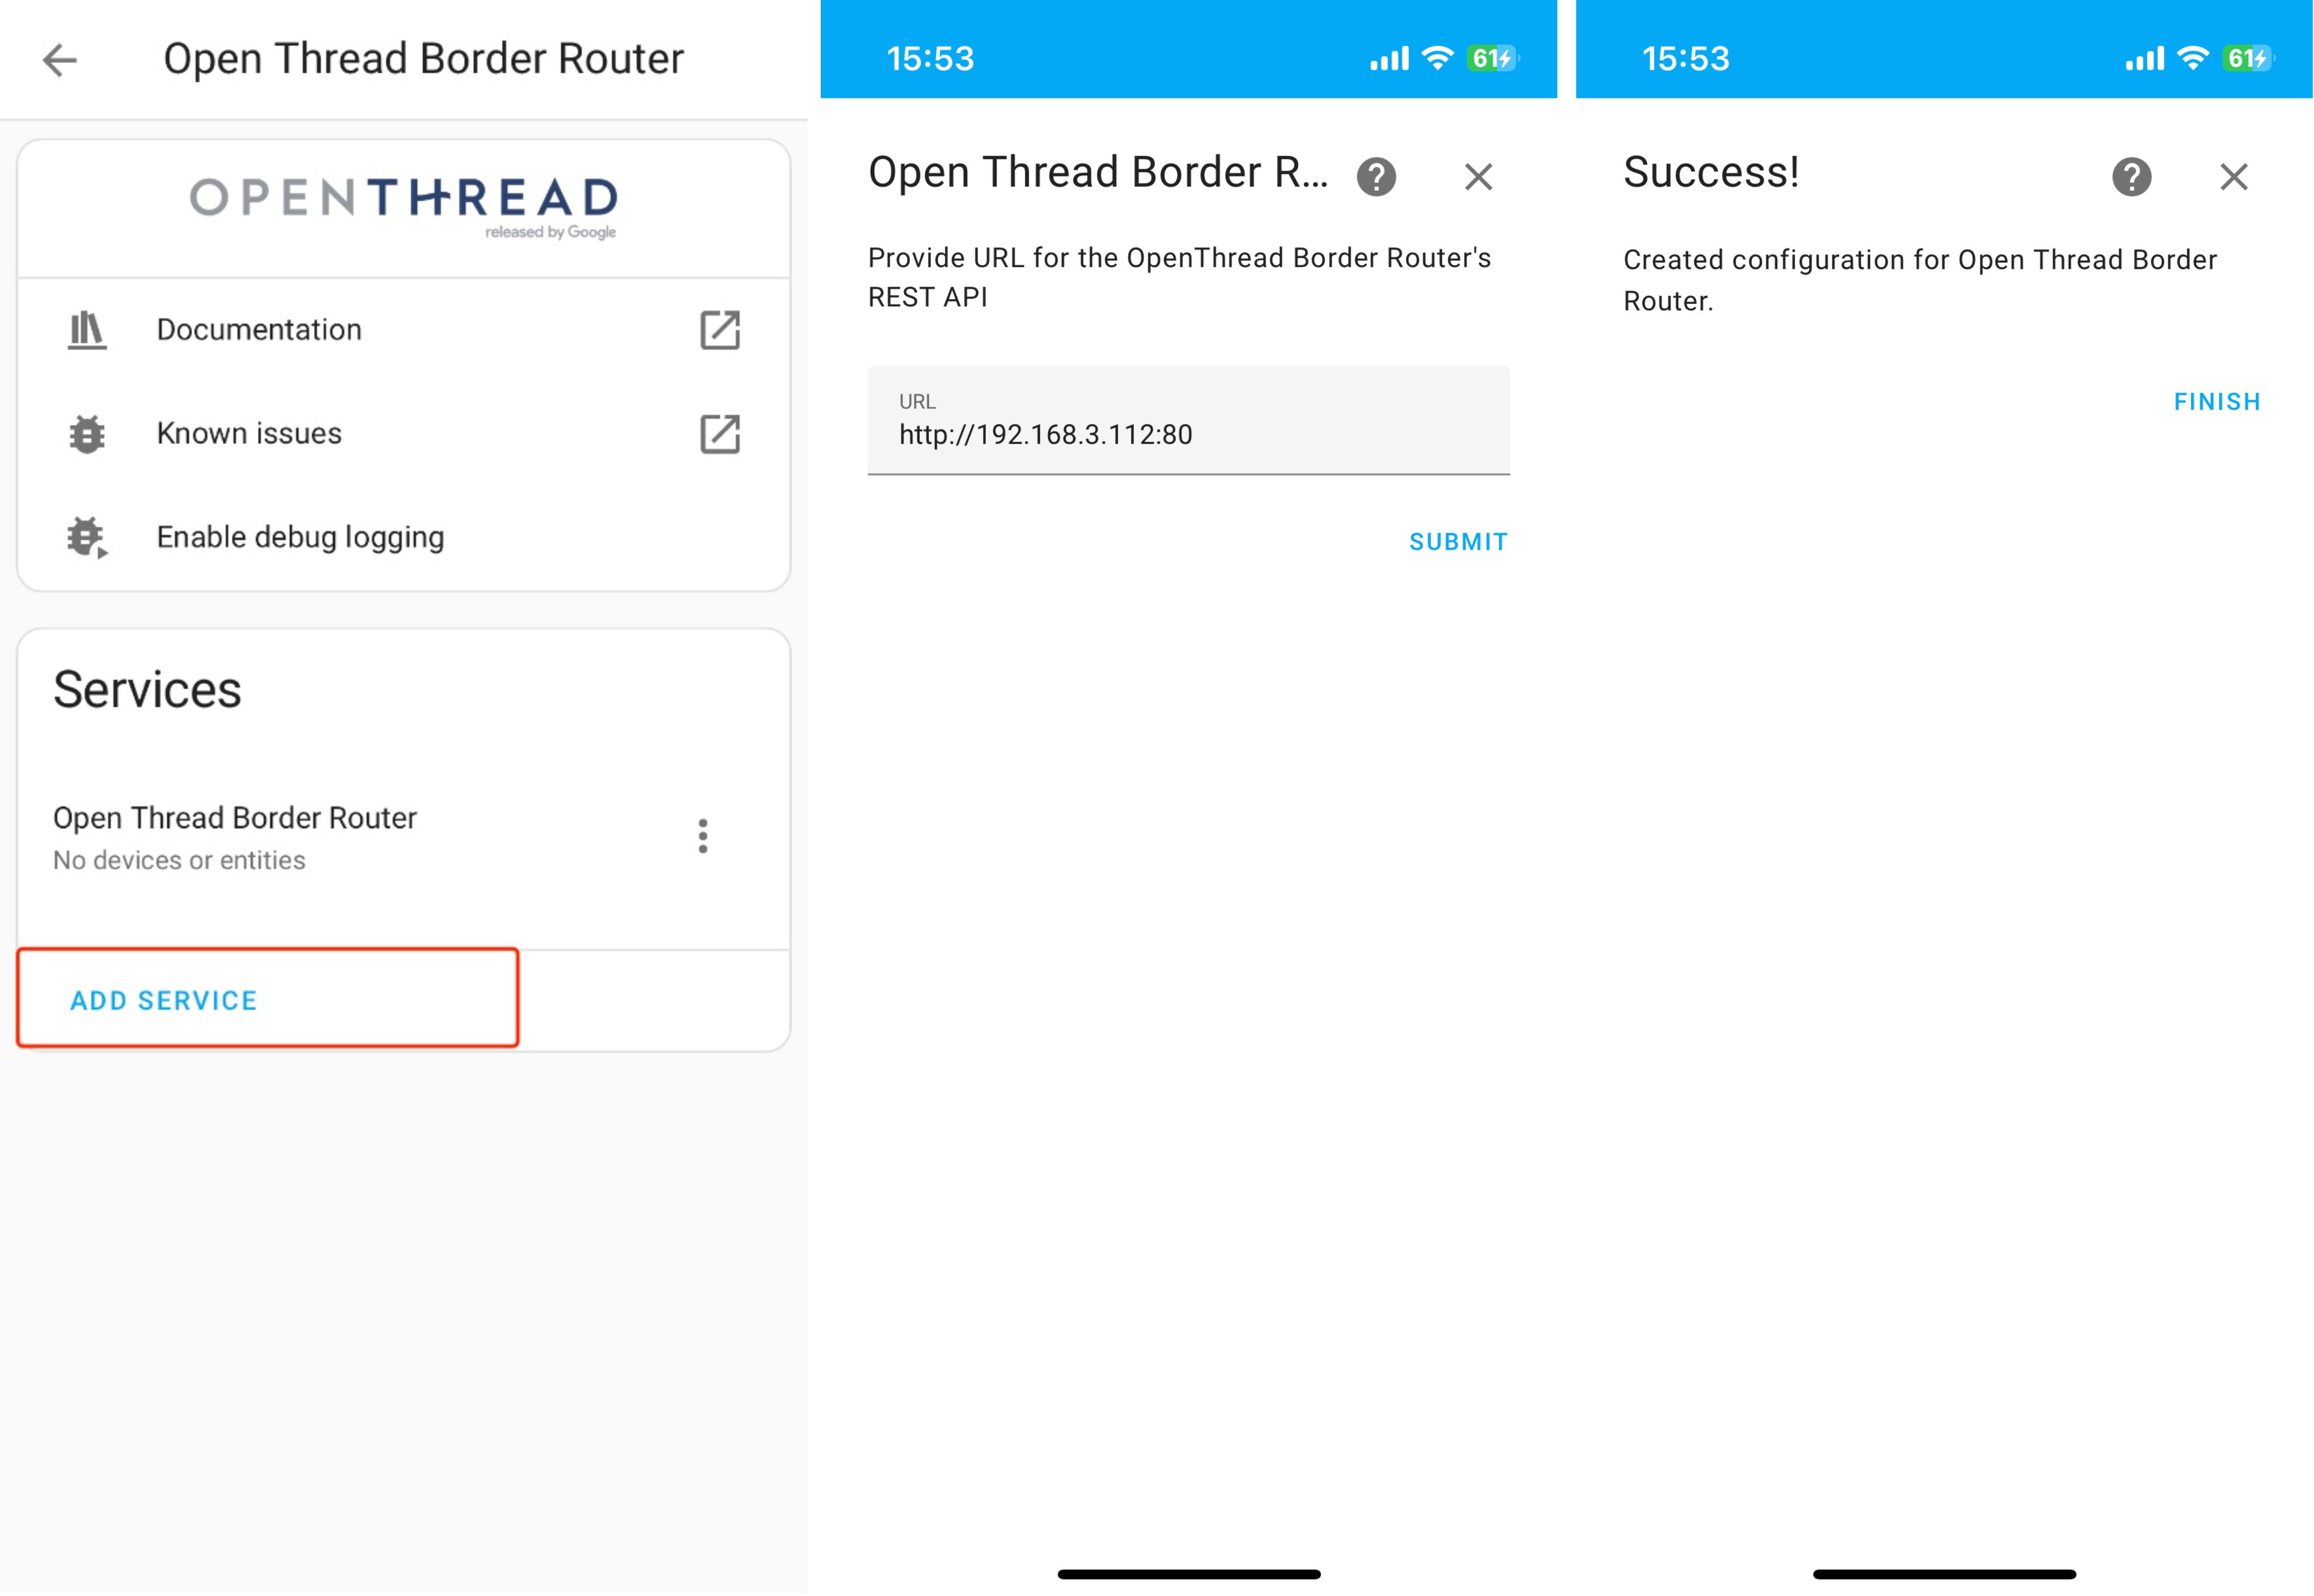 Open Thread Border Router
OPENTHREAD
released by Google
Documentation
Known issues
Enable debug logging
Services
Open Thread Border Router
No devices or entities
ADD SERVICE
15:53
61
Open Thread Border R...
?
Provide URL for the OpenThread Border Router's
REST API
URL
http://192.168.3.112:80
SUBMIT
15:53
61
Success!
?
Created configuration for Open Thread Border
Router.
FINISH